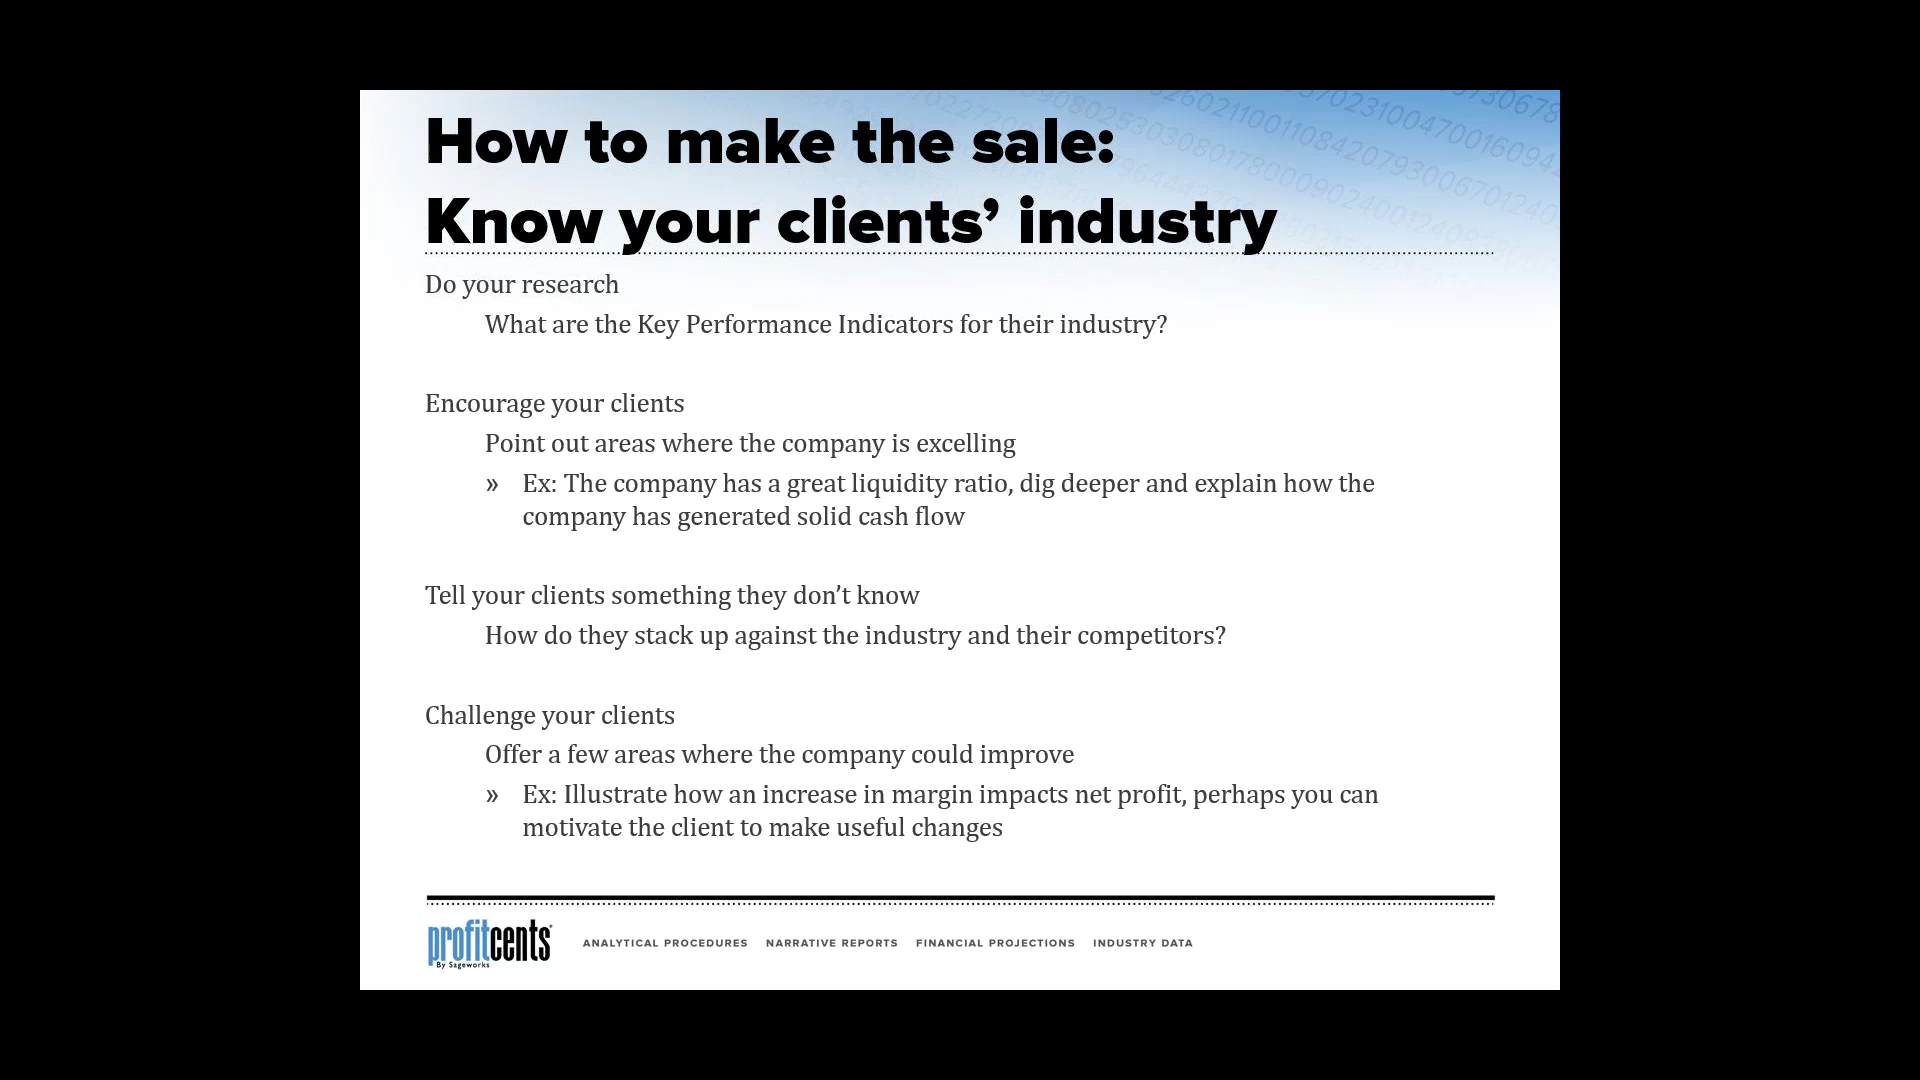 How to make the sale:
Know your clients’ industry
Do your research
What are the Key Performance Indicators for their industry?
Encourage your clients
Point out areas where the company is excelling
» Ex: The company has a great liquidity ratio, dig deeper and explain how the
company has generated solid cash flow
Tell your clients something they don’t know
How do they stack up against the industry and their competitors?
Challenge your clients
Offer a few areas where the company could improve
» Ex: Illustrate how an increase in margin impacts net profit, perhaps you can
motivate the client to make useful changes
profitcents
By Sageworks
ANALYTICAL PROCEDURES NARRATIVE REPORTS FINANCIAL PROJECTIONS INDUSTRY DATA